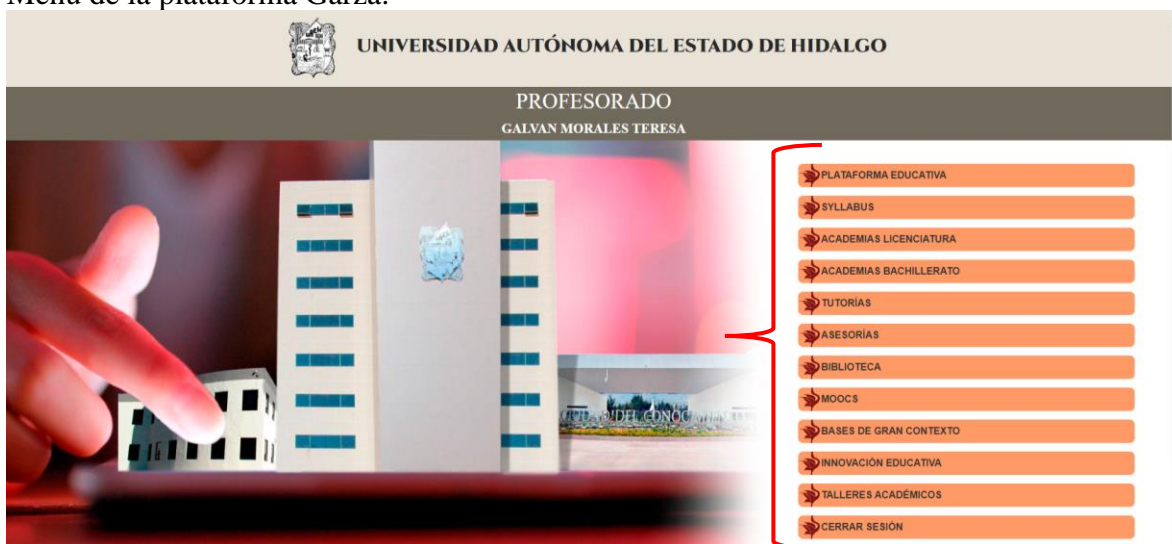 Menú de la plataforma Garza.
UNIVERSIDAD AUTÓNOMA DEL ESTADO DE HIDALGO
PROFESORADO
GALVAN MORALES TERESA
PLATAFORMA EDUCATIVA
SYLLABUS
ACADEMIAS LICENCIATURA
ACADEMIAS BACHILLERATO
TUTORÍAS
ASESORÍAS
BIBLIOTECA
MOOCS
BASES DE GRAN CONTEXTO
INNOVACIÓN EDUCATIVA
TALLERES ACADÉMICOS
CERRAR SESIÓN